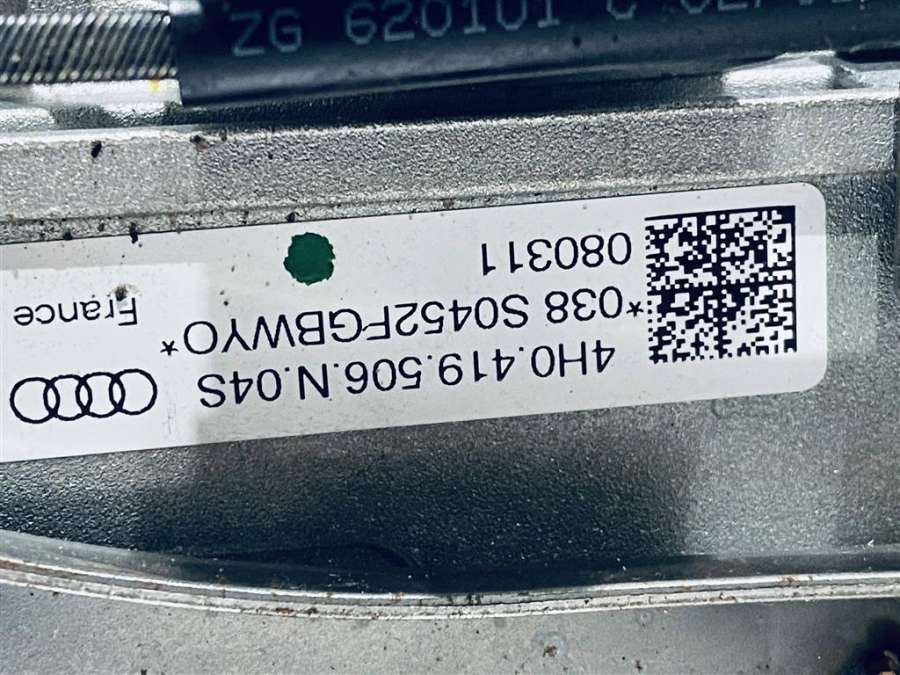 ZG 620101 C
4H0.419.506.N.04S
*038 S0452FGBWYO*
080311
France